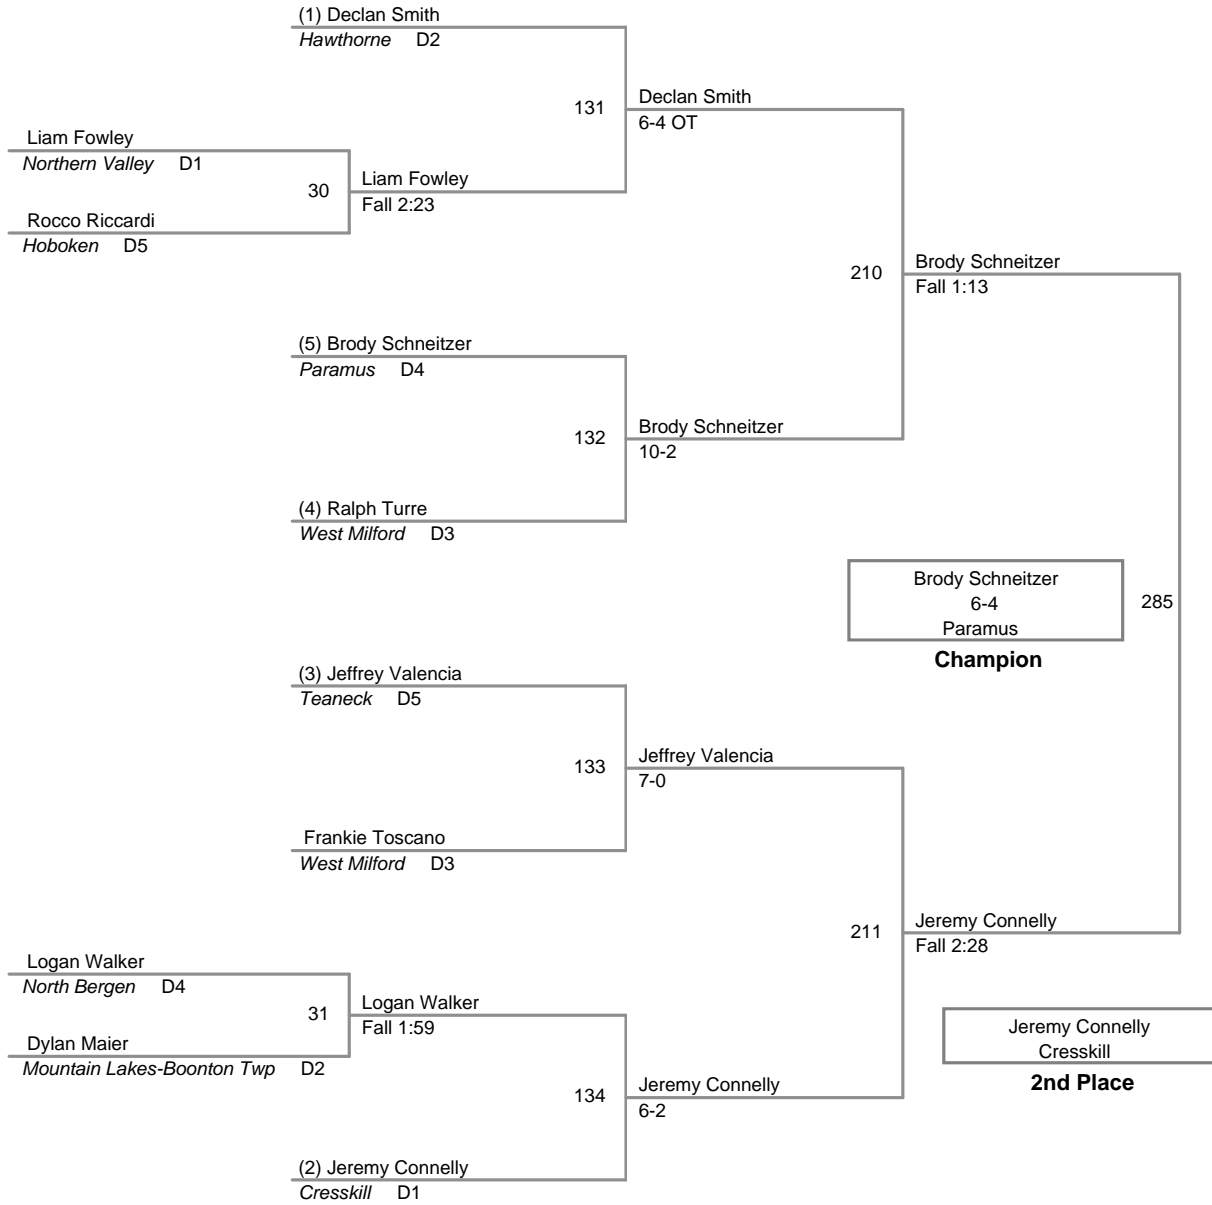 (1) Declan Smith
Hawthorne D2
131
Declan Smith
6-4 OT
Liam Fowley
Northern Valley D1
30
Liam Fowley
Fall 2:23
Rocco Riccardi
Hoboken D5
210
Brody Schneitzer
Fall 1:13
(5) Brody Schneitzer
Paramus D4
132
Brody Schneitzer
10-2
(4) Ralph Turre
West Milford D3
Brody Schneitzer
6-4
Paramus
285
Champion
(3) Jeffrey Valencia
Teaneck D5
133
Jeffrey Valencia
7-0
Frankie Toscano
West Milford D3
211
Jeremy Connelly
Fall 2:28
Logan Walker
North Bergen D4
31
Logan Walker
Fall 1:59
Dylan Maier
Mountain Lakes-Boonton Twp D2
Jeremy Connelly
Cresskill
2nd Place
134
Jeremy Connelly
6-2
(2) Jeremy Connelly
Cresskill D1